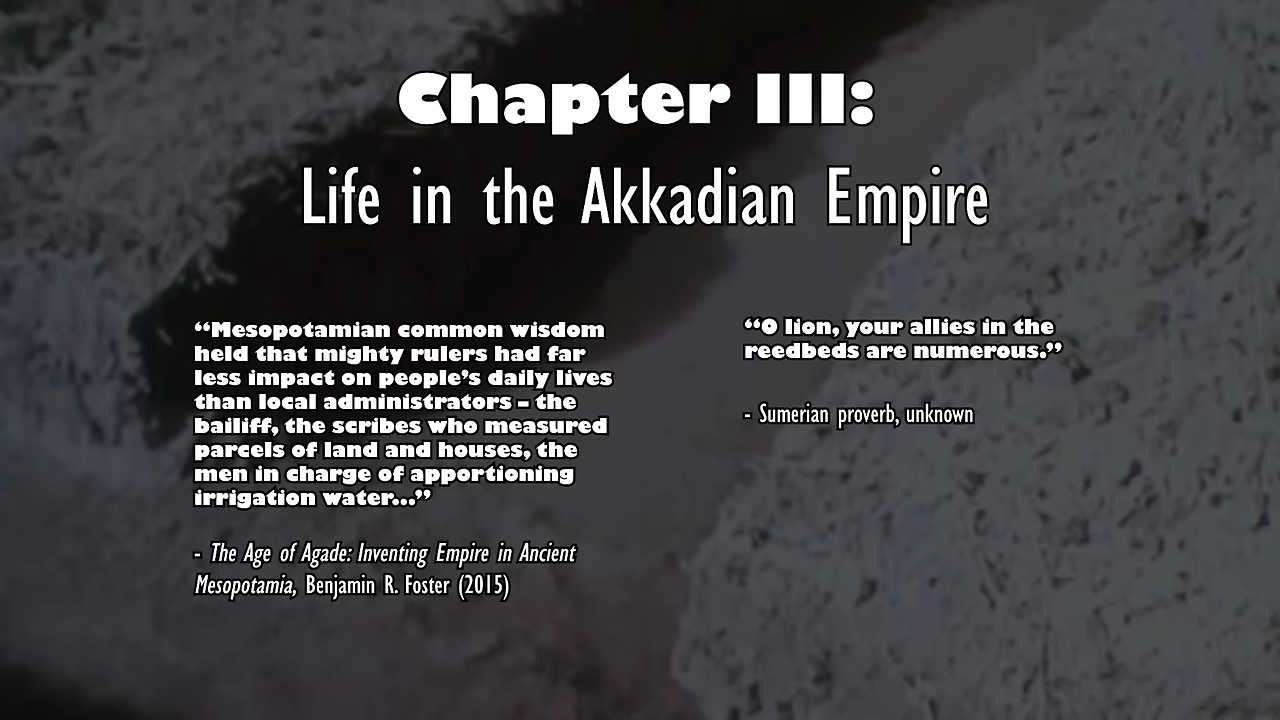 Chapter III:
Life in the Akkadian Empire
“Mesopotamian common wisdom
held that mighty rulers had far
less impact on people’s daily lives
than local administrators – the
bailiff, the scribes who measured
parcels of land and houses, the
men in charge of apportioning
irrigation water...”
- The Age of Agade: Inventing Empire in Ancient
Mesopotamia, Benjamin R. Foster (2015)
“O lion, your allies in the
reedbeds are numerous.”
- Sumerian proverb, unknown